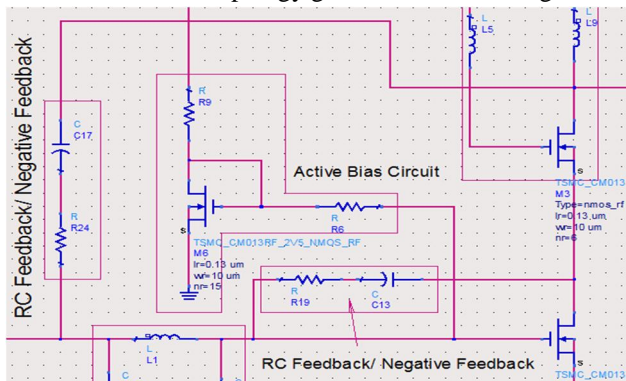 RC Feedback/ Negative Feedback
L
L5
L
L9
R
R9
C
C17
Active Bias Circuit
S
TSMC_CM013
M3
Type=nmos_rf
lr=0.13 um
wr=10 um
nr=6
R
R24
S
R
R6
TSMC_CM013RF_2V5_NMOS_RF
M6
lr=0.13 um
wr=10 um
nr=15
R
R19
C
C13
L
L1
RC Feedback/ Negative Feedback
C
C
S
TSMC_CM013